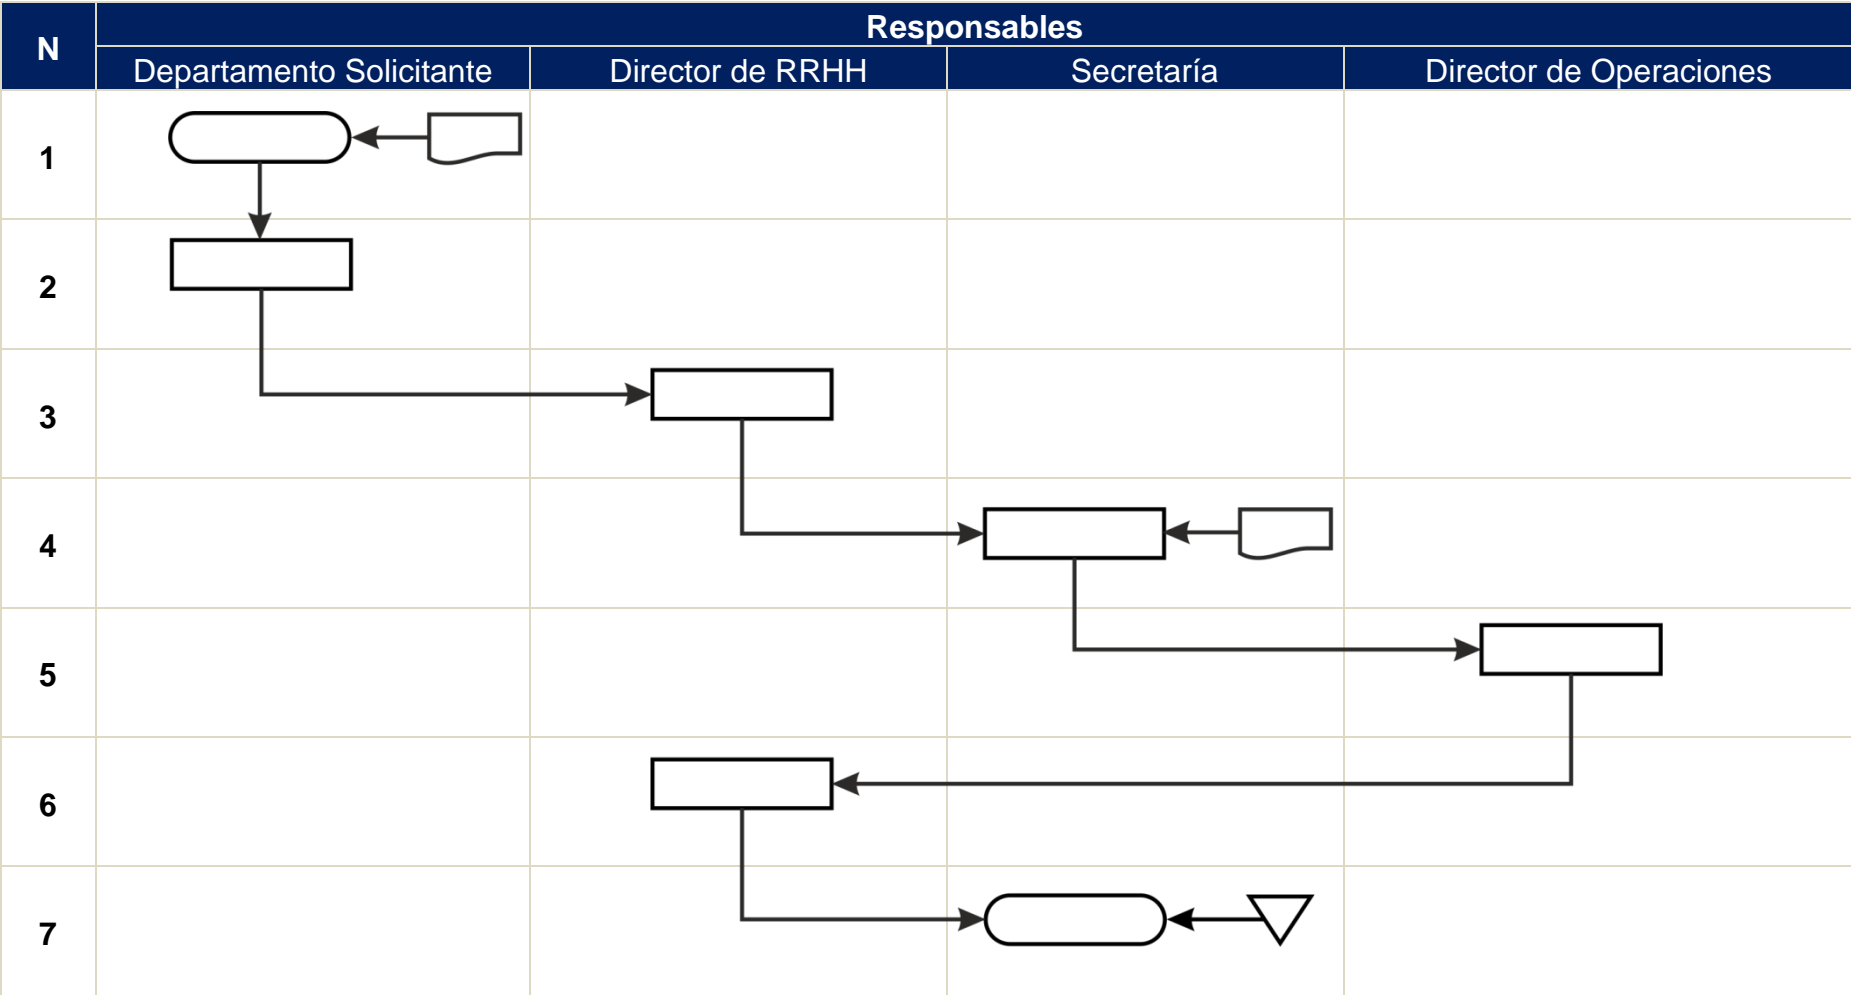 N
Responsables
Departamento Solicitante
Director de RRHH
Secretaría
Director de Operaciones
1
2
3
4
5
6
7